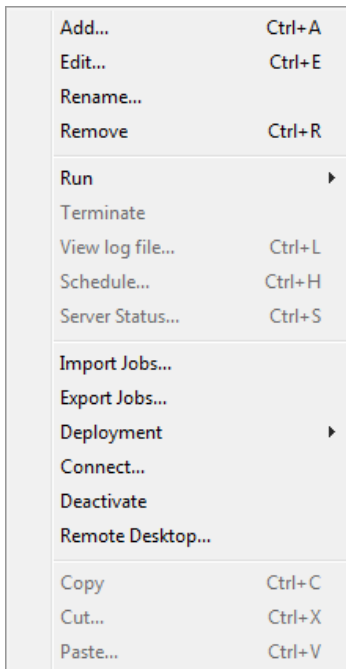 Add... Ctrl+A
Edit... Ctrl+E
Rename...
Remove Ctrl+R
Run
Terminate
View log file... Ctrl+L
Schedule... Ctrl+H
Server Status... Ctrl+S
Import Jobs...
Export Jobs...
Deployment
Connect...
Deactivate
Remote Desktop...
Copy Ctrl+C
Cut... Ctrl+X
Paste... Ctrl+V